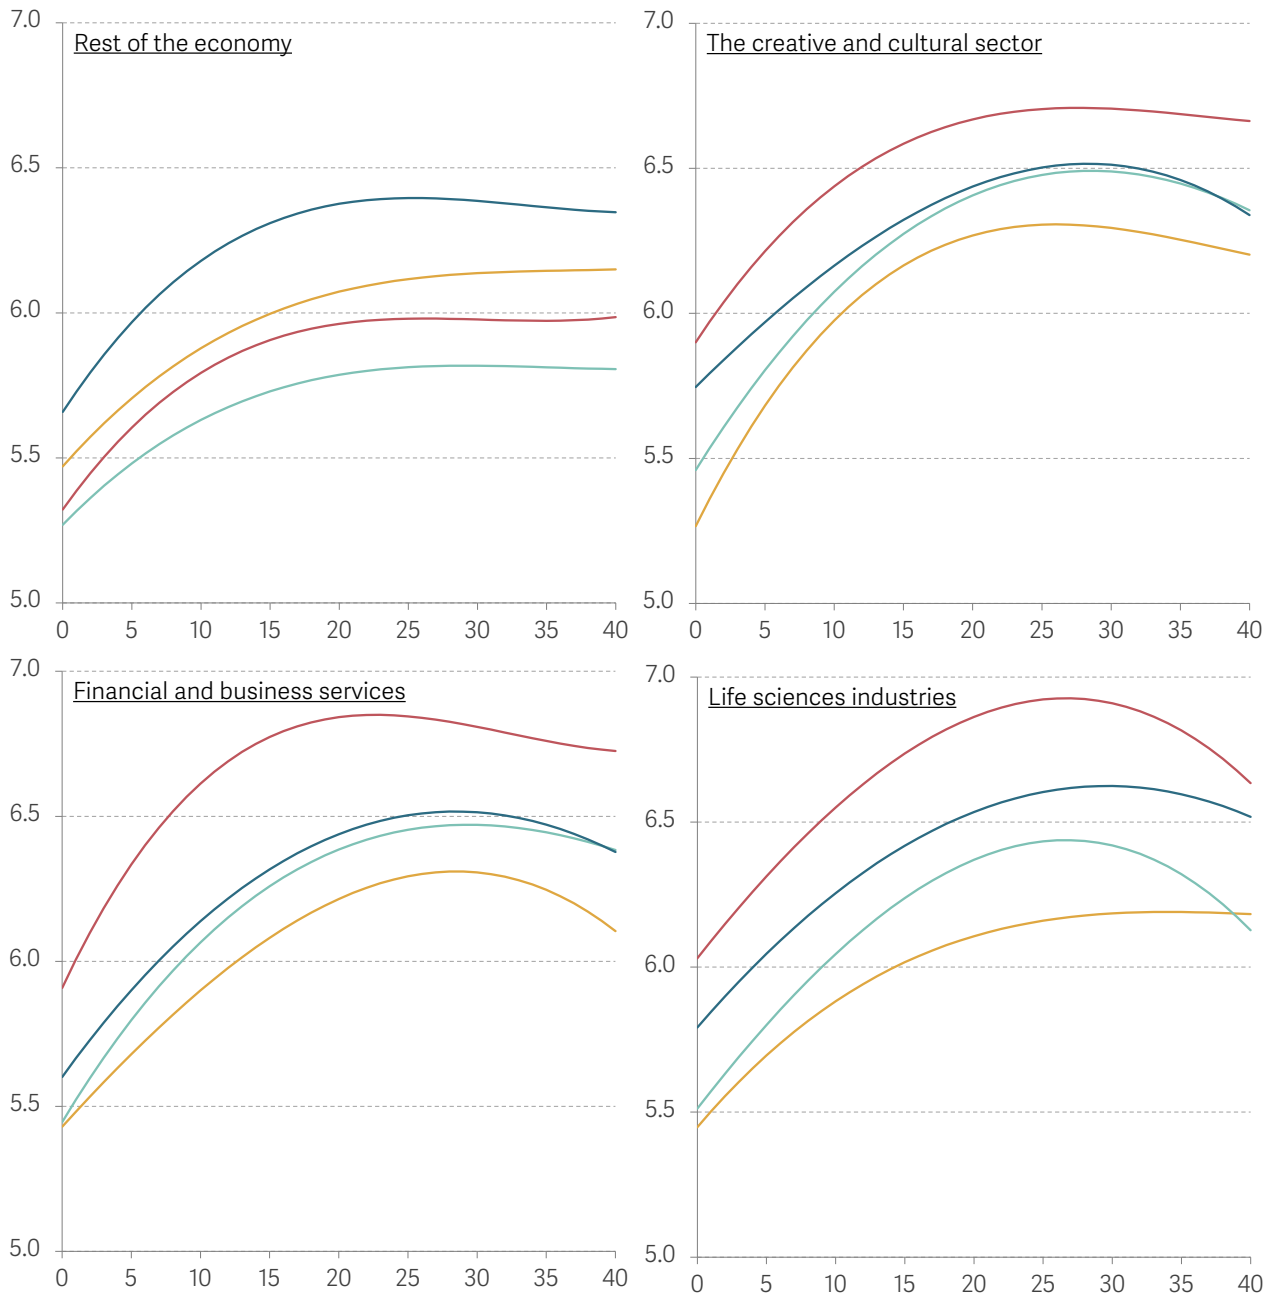 Rest of the economy
7.0
6.5
6.0
5.5
5.0
0 5 10 15 20 25 30 35 40
The creative and cultural sector
7.0
6.5
6.0
5.5
5.0
0 5 10 15 20 25 30 35 40
Financial and business services
7.0
6.5
6.0
5.5
5.0
0 5 10 15 20 25 30 35 40
Life sciences industries
7.0
6.5
6.0
5.5
5.0
0 5 10 15 20 25 30 35 40